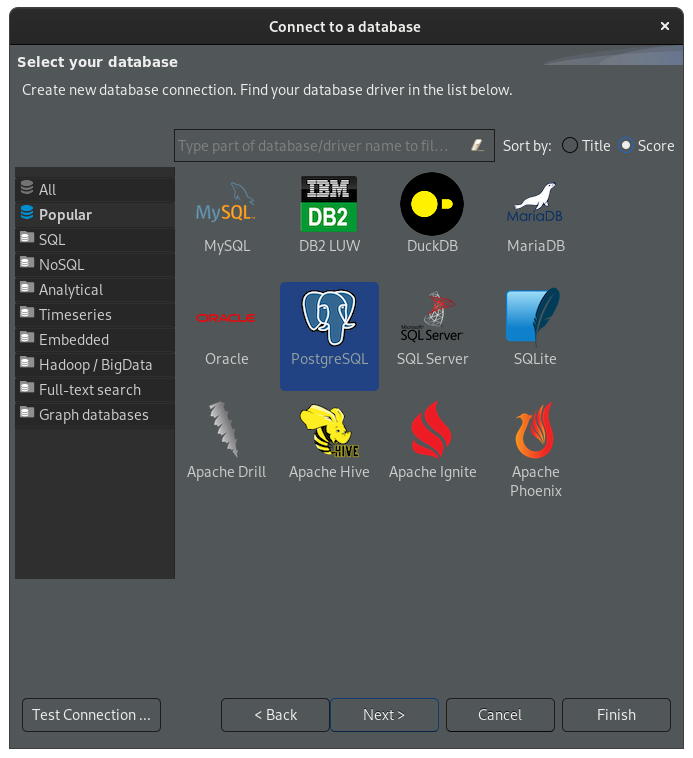 Connect to a database
×
Select your database
Create new database connection. Find your database driver in the list below.
Type part of database/driver name to fil...
Sort by: Title Score
All
Popular
SQL
NoSQL
Analytical
Timeseries
Embedded
Hadoop / BigData
Full-text search
Graph databases
MySQL™
IBM
DB2
MariaDB
MySQL
DB2 LUW
DuckDB
MariaDB
ORACLE
Microsoft
SQL Server
Oracle
PostgreSQL
SQL Server
SQLite
HIVE
Apache Drill
Apache Hive
Apache Ignite
Apache
Phoenix
Test Connection ...
< Back
Next >
Cancel
Finish